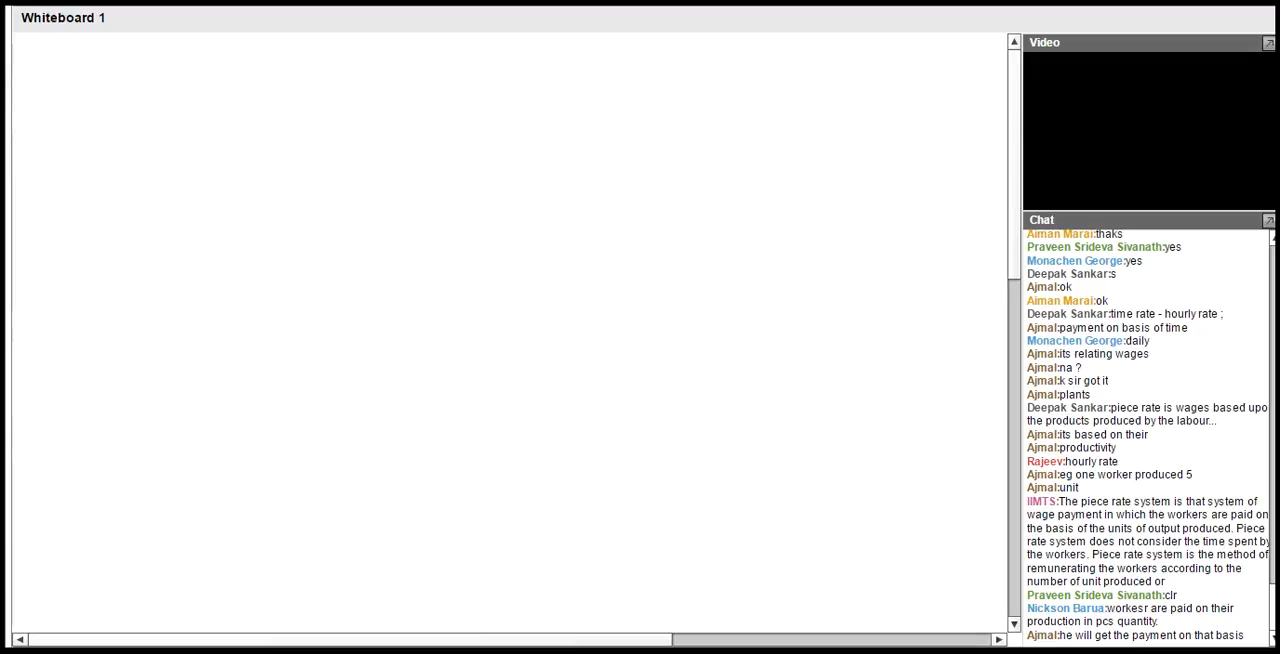 Whiteboard 1
Video
Chat
Aiman Marai:thaks
Praveen Srideva Sivanath:yes
Monachen George:yes
Deepak Sankar:s
Ajmal:ok
Aiman Marai:ok
Deepak Sankar:time rate - hourly rate ;
Ajmal:payment on basis of time
Monachen George:daily
Ajmal:its relating wages
Ajmal:na ?
Ajmal:k sir got it
Ajmal:plants
Deepak Sankar:piece rate is wages based upo
the products produced by the labour...
Ajmal:its based on their
Ajmal:productivity
Rajeev:hourly rate
Ajmal:eg one worker produced 5
Ajmal:unit
IIMTS:The piece rate system is that system of
wage payment in which the workers are paid on
the basis of the units of output produced. Piece
rate system does not consider the time spent by
the workers. Piece rate system is the method of
remunerating the workers according to the
number of unit produced or
Praveen Srideva Sivanath:clr
Nickson Barua:workesr are paid on their
production in pcs quantity.
Ajmal:he will get the payment on that basis